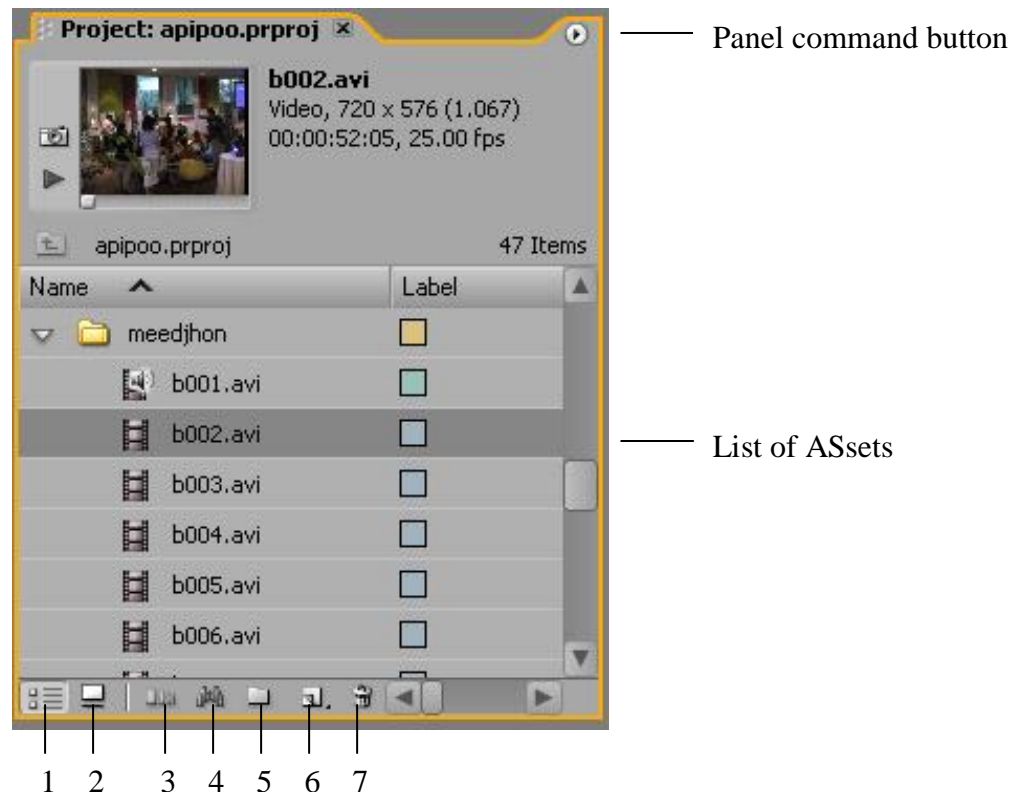 Project: apipoo.prproj
Panel command button
b002.avi
Video, 720 x 576 (1.067)
00:00:52:05, 25.00 fps
apipoo.prproj 47 Items
Name Label
meedjhon
b001.avi
b002.avi
List of ASsets
b003.avi
b004.avi
b005.avi
b006.avi
1 2 3 4 5 6 7